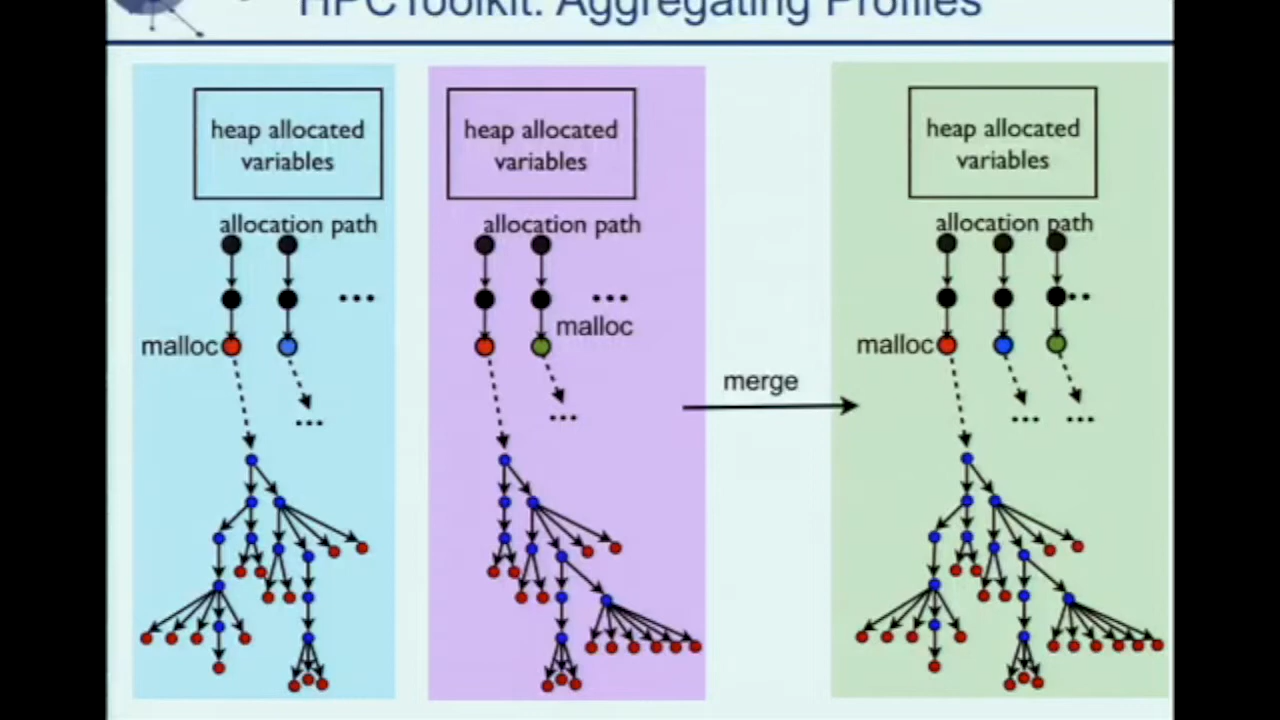 HPCToolkit: Aggregating Profiles
heap allocated
variables
allocation path
...
malloc
...
heap allocated
variables
allocation path
...
malloc
...
merge
heap allocated
variables
allocation path
...
malloc
...
...